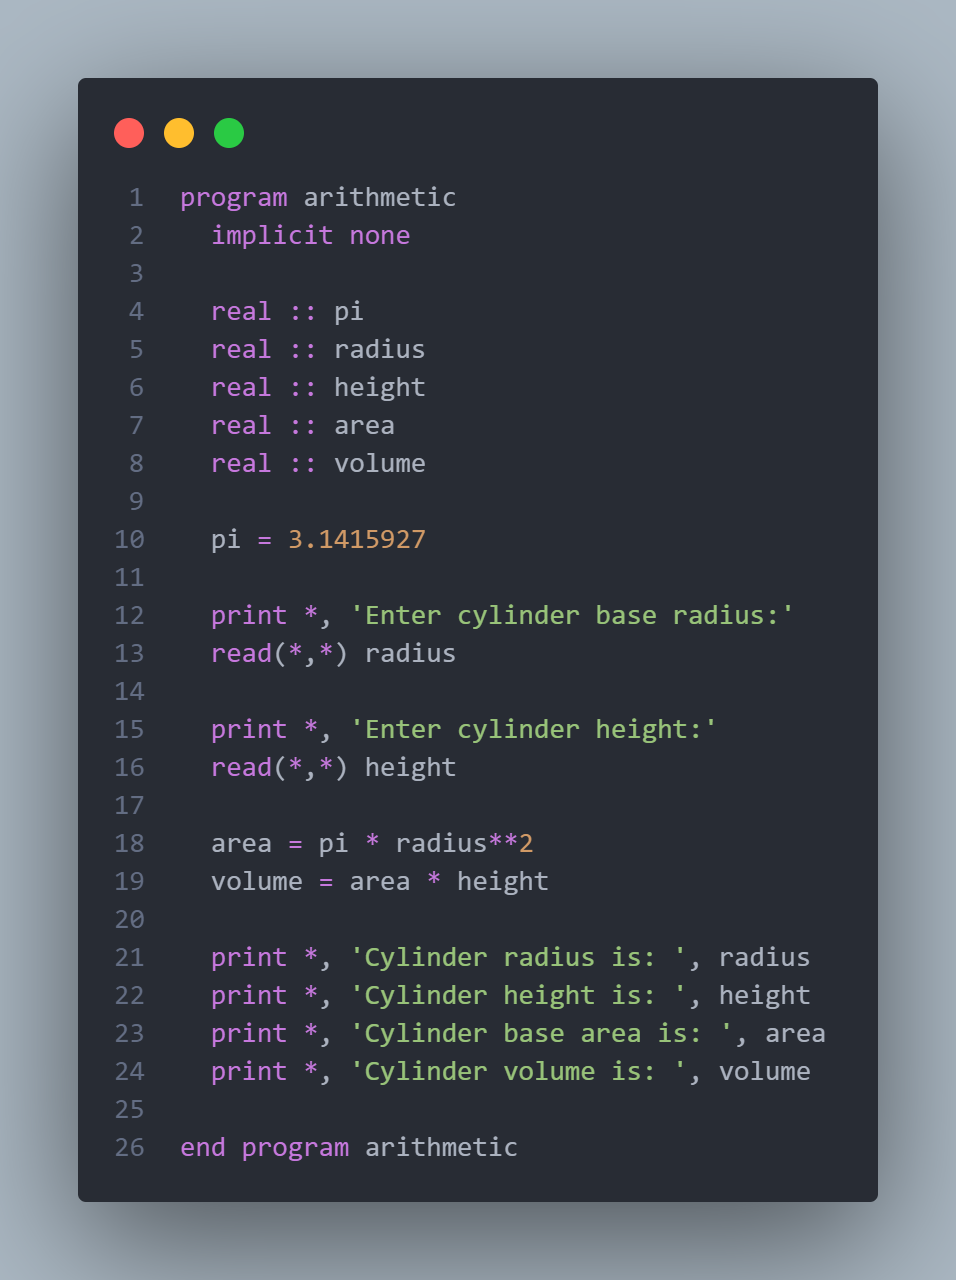 1 program arithmetic
2   implicit none
3
4   real :: pi
5   real :: radius
6   real :: height
7   real :: area
8   real :: volume
9
10   pi = 3.1415927
11
12   print *, 'Enter cylinder base radius:'
13   read(*,*) radius
14
15   print *, 'Enter cylinder height:'
16   read(*,*) height
17
18   area = pi * radius**2
19   volume = area * height
20
21   print *, 'Cylinder radius is: ', radius
22   print *, 'Cylinder height is: ', height
23   print *, 'Cylinder base area is: ', area
24   print *, 'Cylinder volume is: ', volume
25
26 end program arithmetic